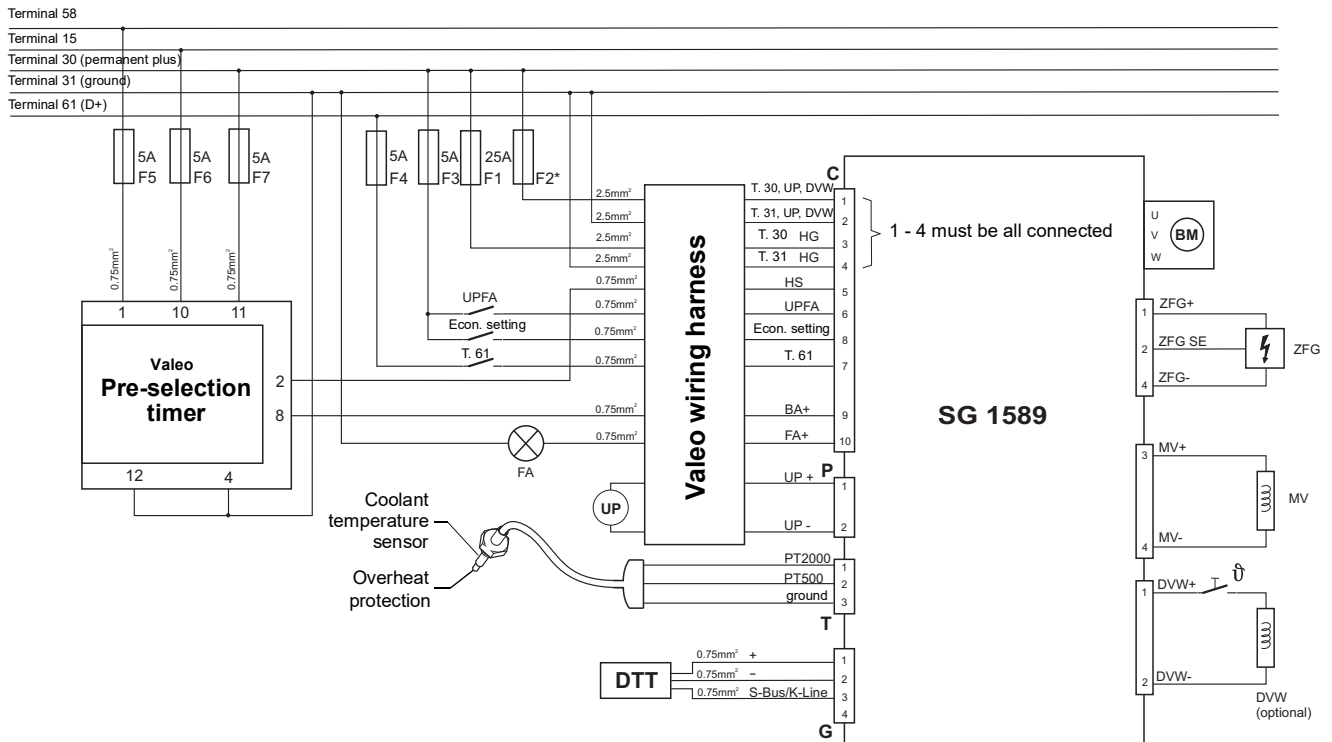 Terminal 58
Terminal 15
Terminal 30 (permanent plus)
Terminal 31 (ground)
Terminal 61 (D+)
5A
F5
5A
F6
5A
F7
5A
F4
5A
F3
25A
F1
F2*
0.75mm²
0.75mm²
0.75mm²
1
10
11
Valeo
Pre-selection
timer
2
8
12
4
2.5mm²
2.5mm²
2.5mm²
2.5mm²
0.75mm²
UPFA
0.75mm²
Econ. setting
0.75mm²
T. 61
0.75mm²
0.75mm²
0.75mm²
FA
UP
Valeo wiring harness
C
T. 30, UP, DVW
1
T. 31, UP, DVW
2
T. 30 HG
3
T. 31 HG
4
HS
5
UPFA
6
Econ. setting
8
T. 61
7
BA+
9
FA+
10
1 - 4 must be all connected
P
UP +
1
UP -
2
Coolant
temperature
sensor
Overheat
protection
PT2000
1
PT500
2
ground
3
T
DTT
0.75mm² +
1
0.75mm² −
2
0.75mm² S-Bus/K-Line
3
4
G
SG 1589
U
V
W
BM
1
ZFG+
2
ZFG SE
4
ZFG-
ZFG
3
MV+
4
MV-
MV
1
DVW+
ϑ
2
DVW-
DVW
(optional)